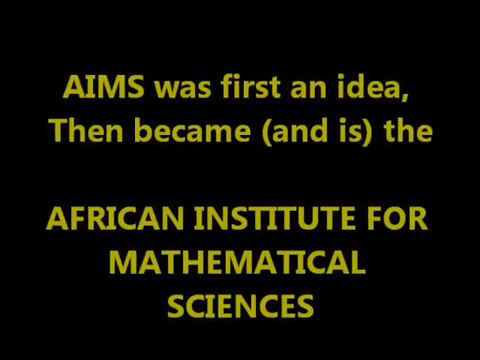 AIMS was first an idea,
Then became (and is) the
AFRICAN INSTITUTE FOR
MATHEMATICAL
SCIENCES